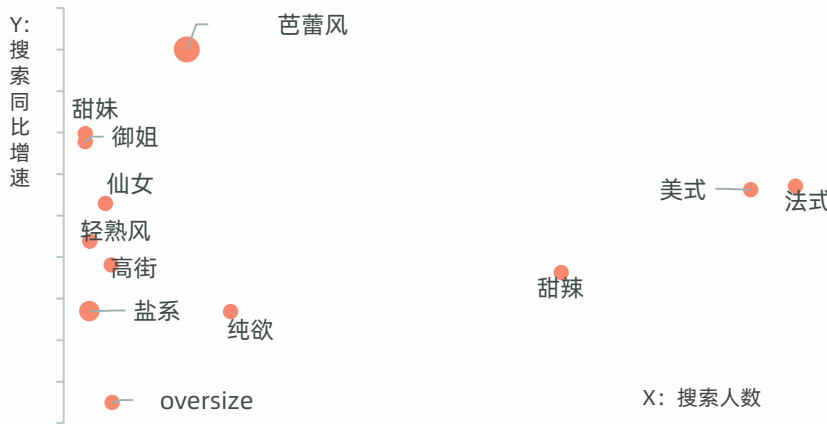 Y：搜索同比增速
芭蕾风
甜妹
御姐
仙女
美式
法式
轻熟风
高街
甜辣
盐系
纯欲
oversize
X：搜索人数